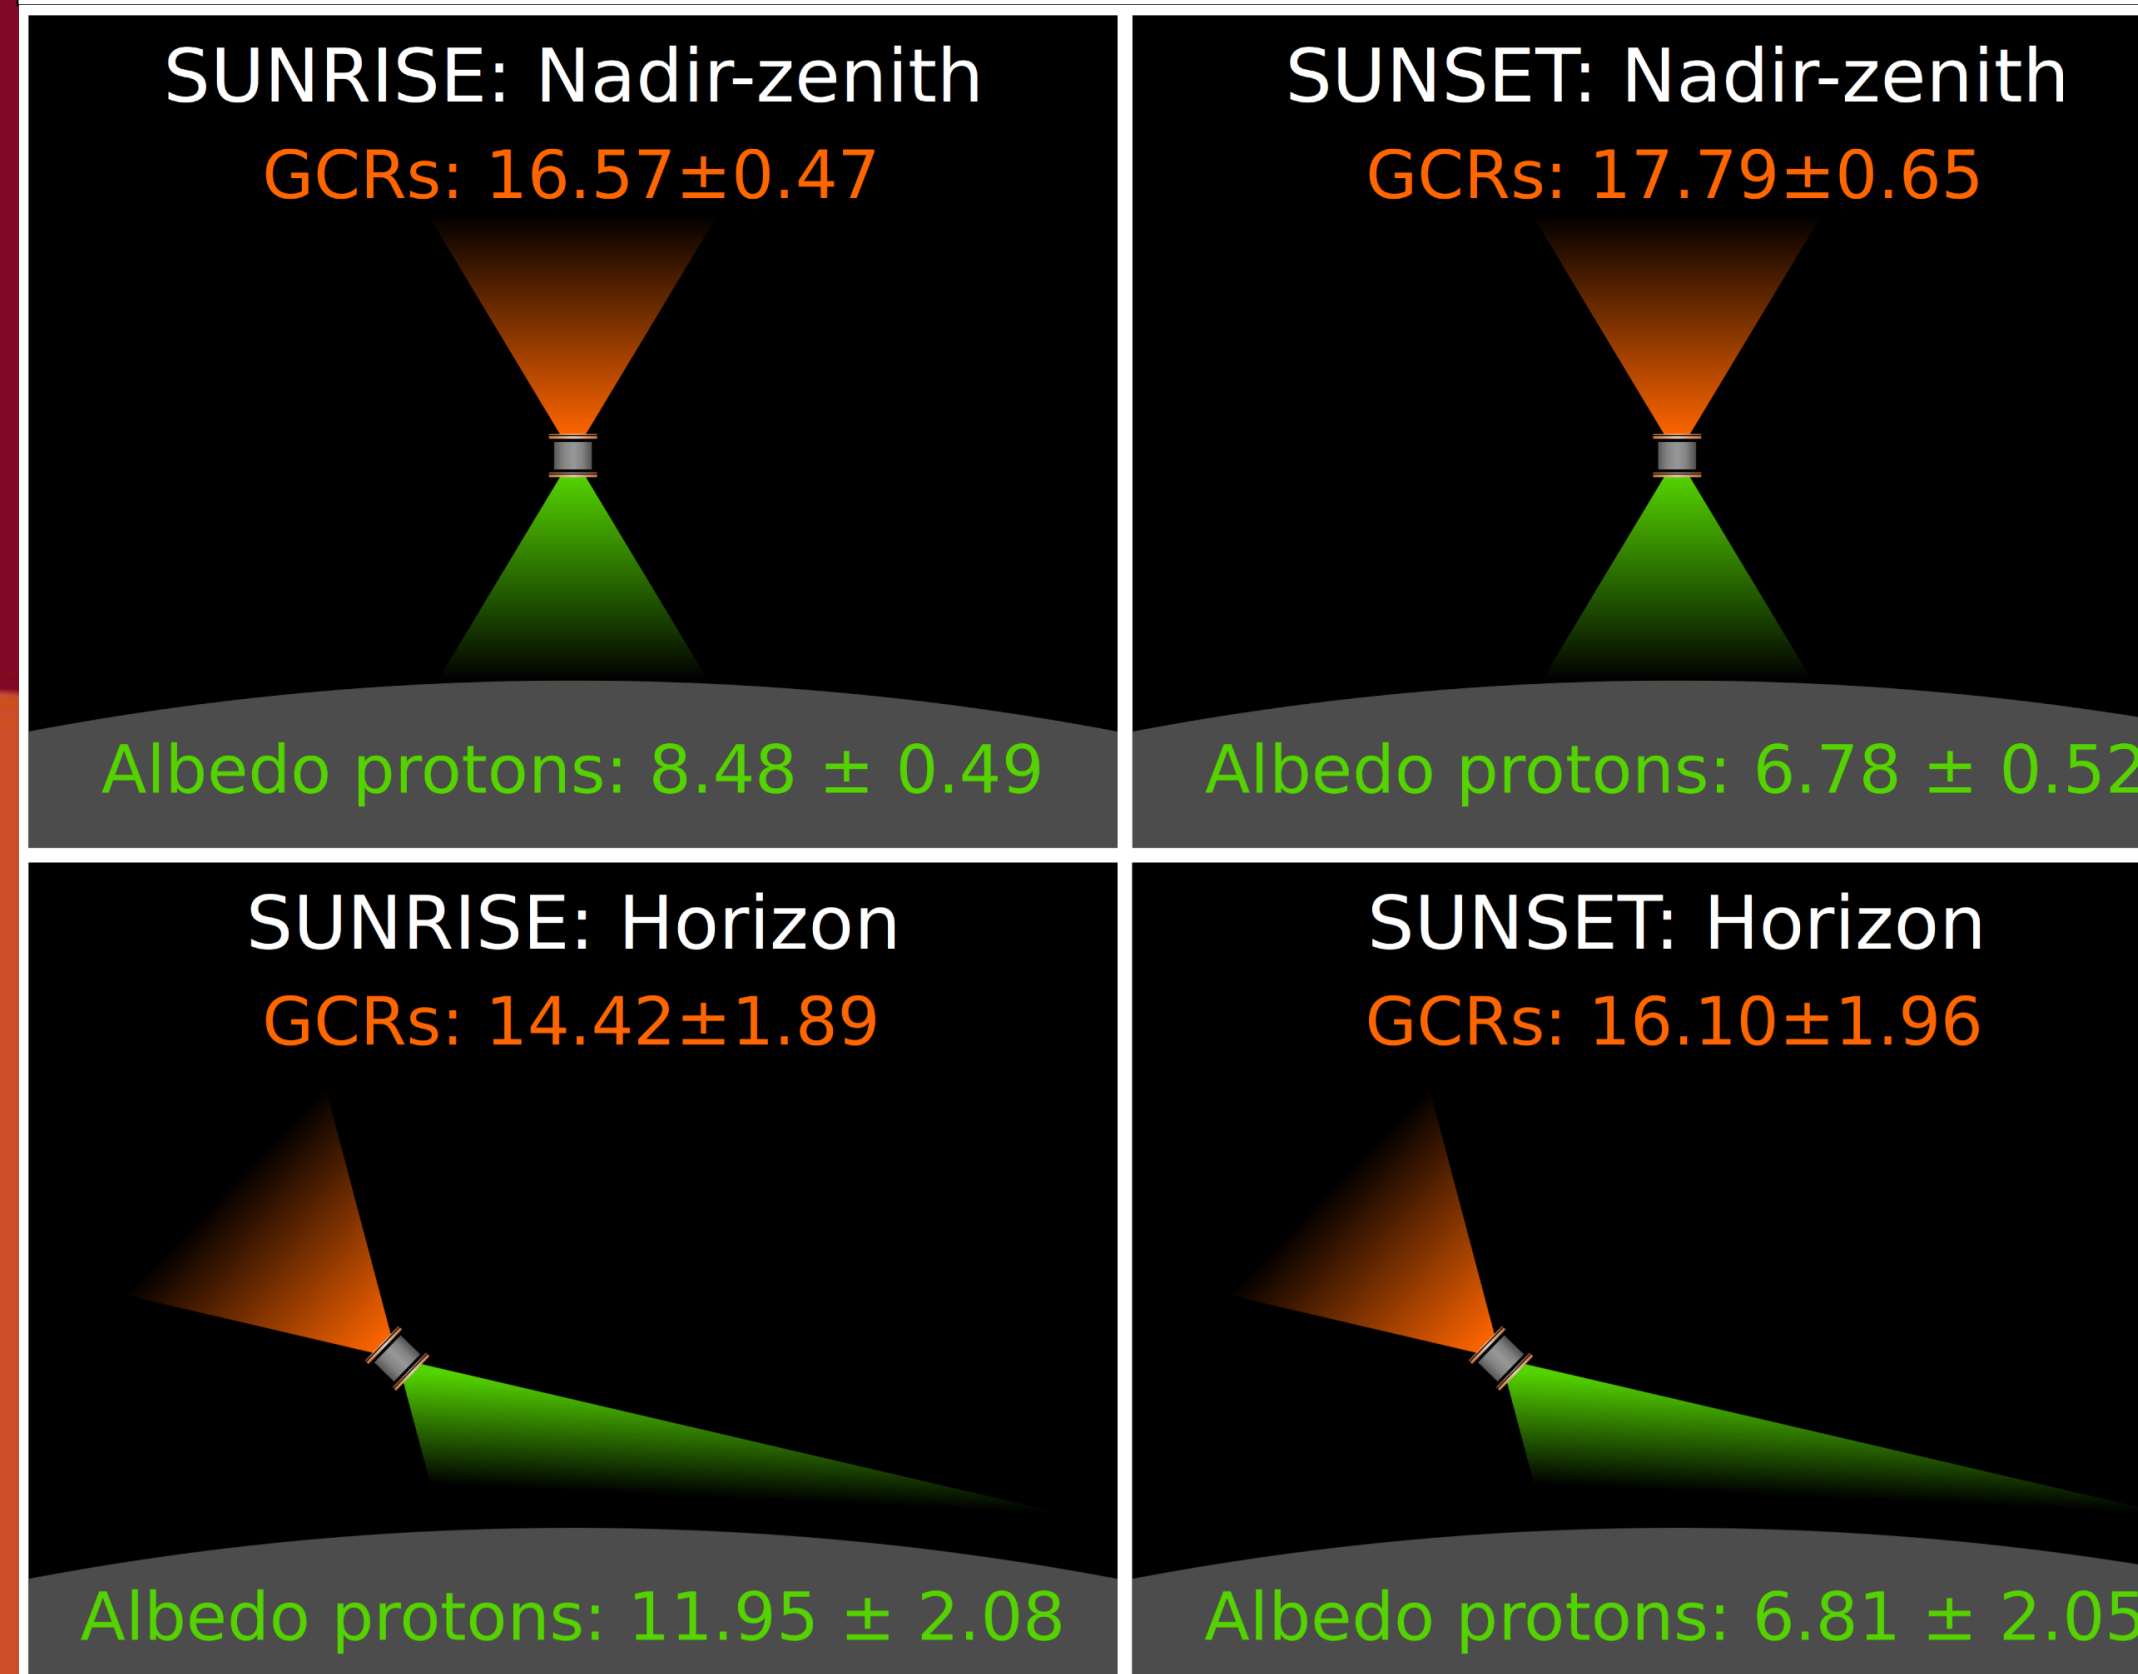 SUNRISE: Nadir-zenith
GCRs: 16.57±0.47
Albedo protons: 8.48 ± 0.49
SUNSET: Nadir-zenith
GCRs: 17.79±0.65
Albedo protons: 6.78 ± 0.52
SUNRISE: Horizon
GCRs: 14.42±1.89
Albedo protons: 11.95 ± 2.08
SUNSET: Horizon
GCRs: 16.10±1.96
Albedo protons: 6.81 ± 2.05